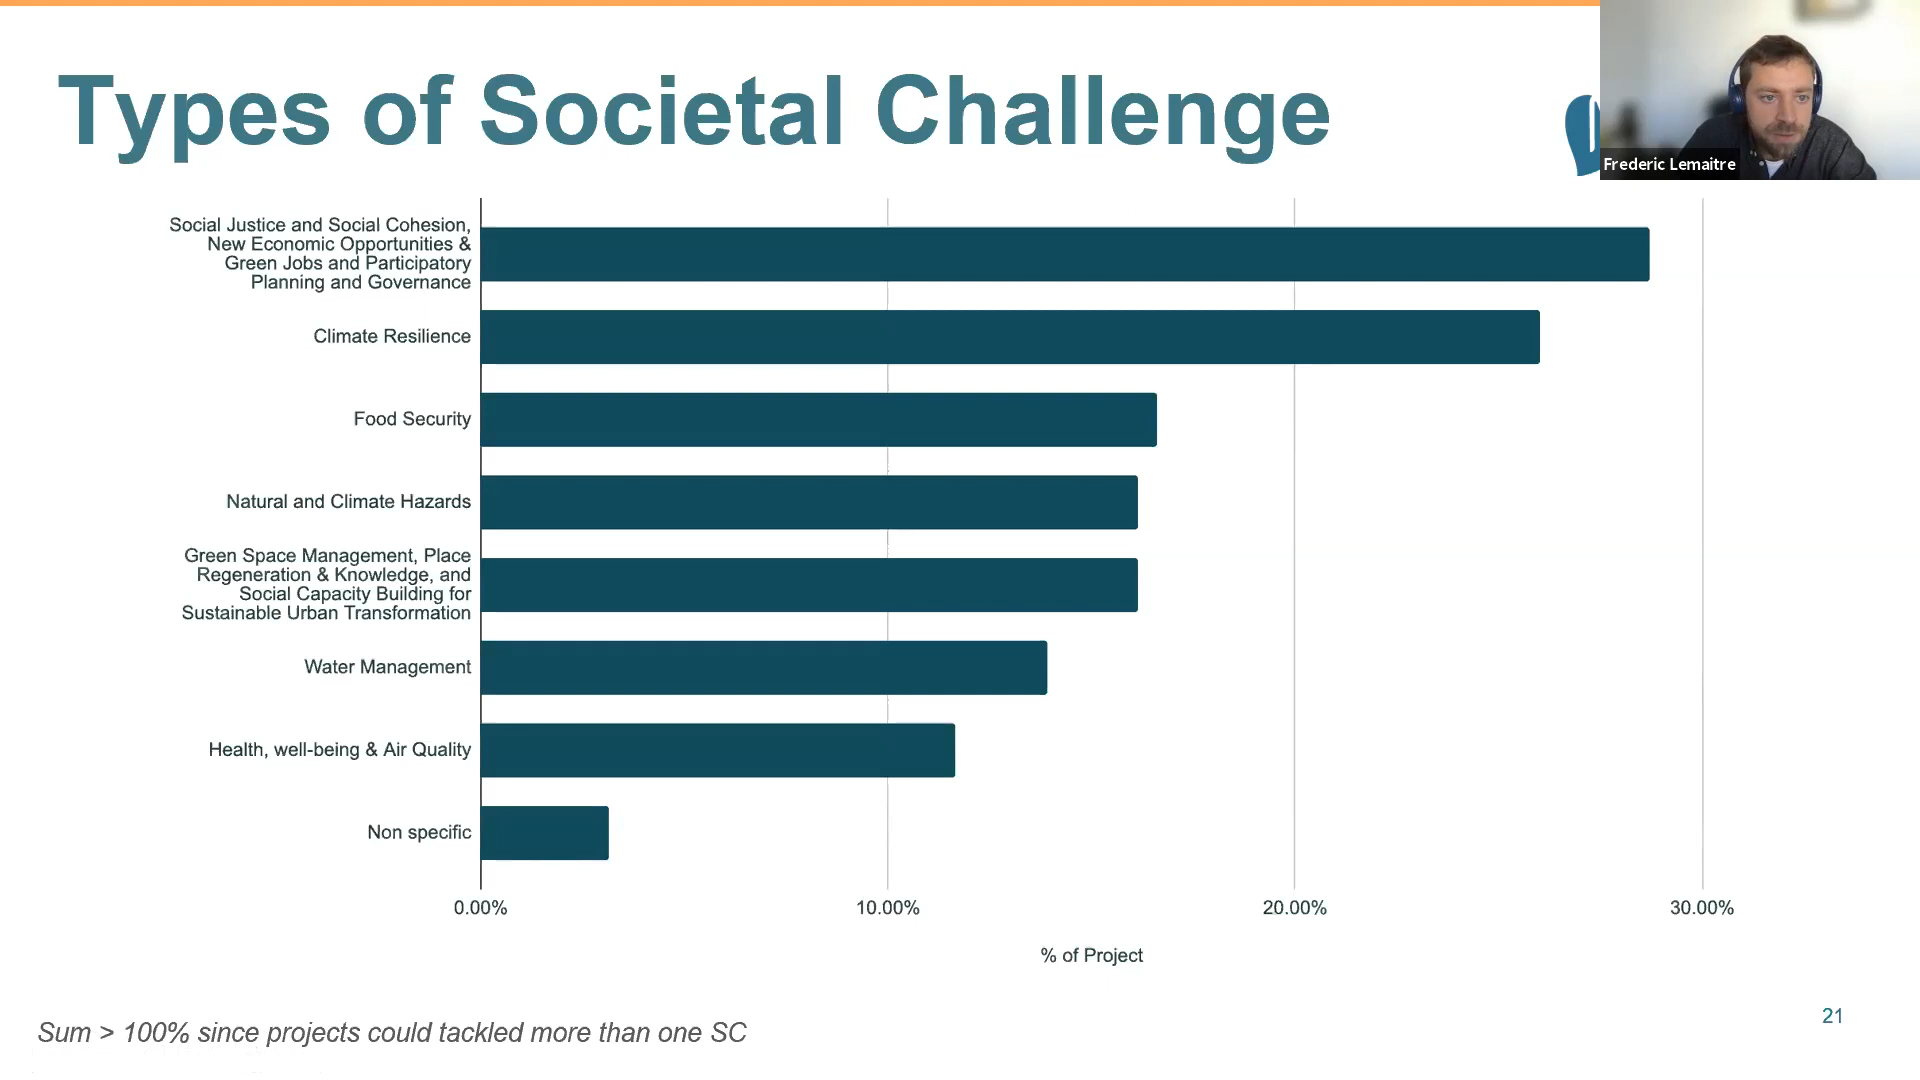 Types of Societal Challenge
Frederic Lemaitre
Social Justice and Social Cohesion,
New Economic Opportunities &
Green Jobs and Participatory
Planning and Governance
Climate Resilience
Food Security
Natural and Climate Hazards
Green Space Management, Place
Regeneration & Knowledge, and
Social Capacity Building for
Sustainable Urban Transformation
Water Management
Health, well-being & Air Quality
Non specific
0.00% 10.00% 20.00% 30.00%
% of Project
Sum > 100% since projects could tackled more than one SC
21